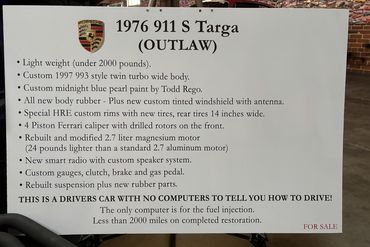 1976 911 S Targa
(OUTLAW)
• Light weight (under 2000 pounds).
• Custom 1997 993 style twin turbo wide body.
• Custom midnight blue pearl paint by Todd Rego.
• All new body rubber - Plus new custom tinted windshield with antenna.
• Special HRE custom rims with new tires, rear tires 14 inches wide.
• 4 Piston Ferrari caliper with drilled rotors on the front.
• Rebuilt and modified 2.7 liter magnesium motor
(24 pounds lighter than a standard 2.7 aluminum motor)
• New smart radio with custom speaker system.
• Custom gauges, clutch, brake and gas pedal.
• Rebuilt suspension plus new rubber parts.
THIS IS A DRIVERS CAR WITH NO COMPUTERS TO TELL YOU HOW TO DRIVE!
The only computer is for the fuel injection.
Less than 2000 miles on completed restoration.
FOR SALE